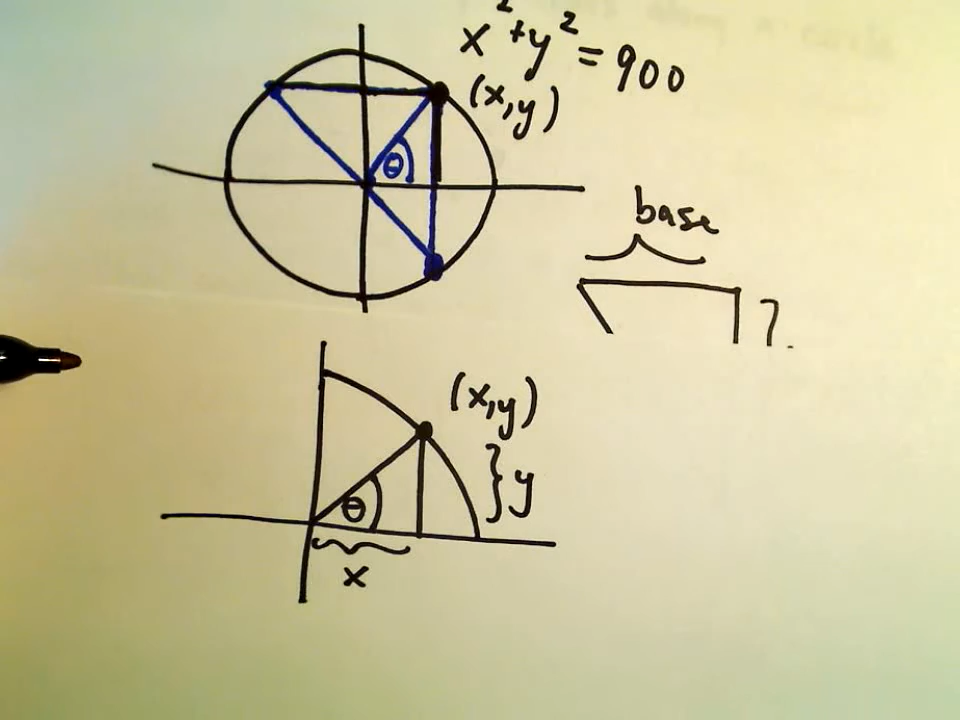 x² + y² = 900
(x,y)
θ
base
?.
(x,y)
} y
θ
x